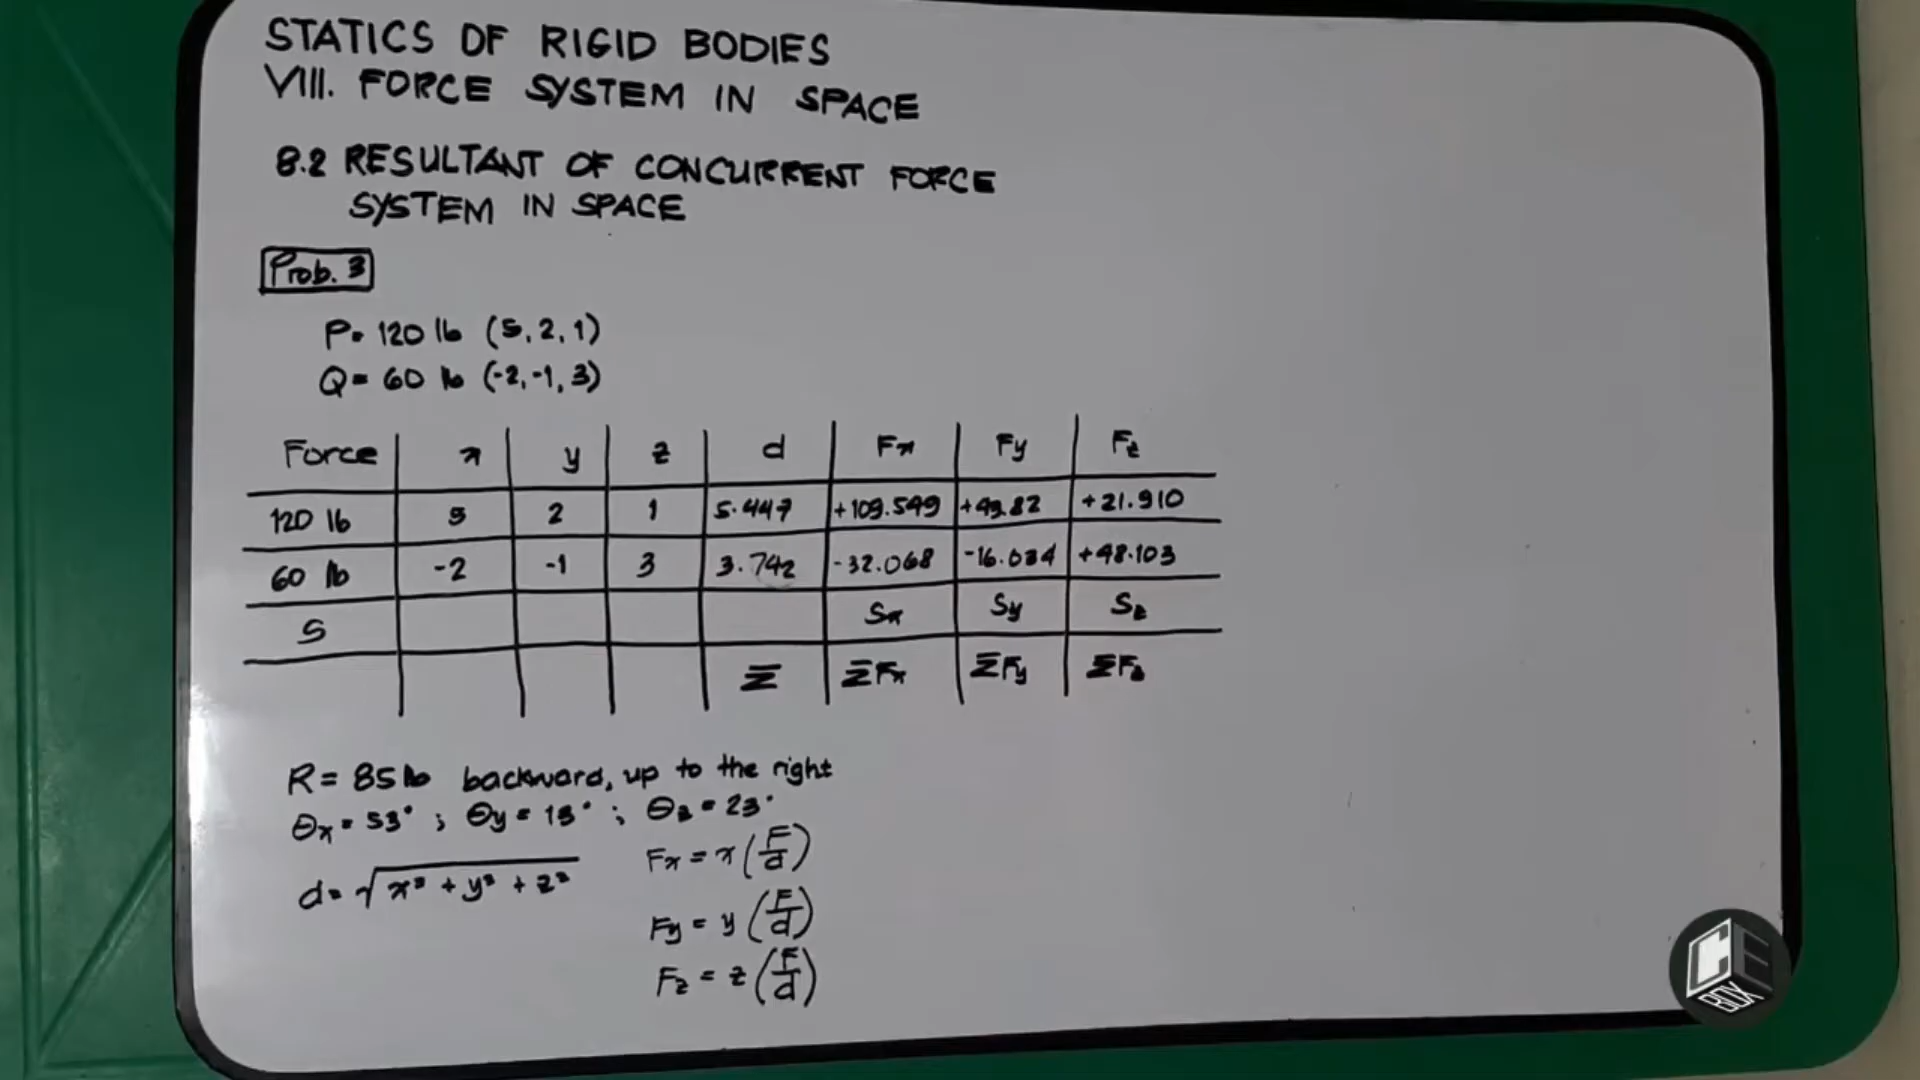 STATICS OF RIGID BODIES
VIII. FORCE SYSTEM IN SPACE
8.2 RESULTANT OF CONCURRENT FORCE
SYSTEM IN SPACE
Prob. 3
P= 120 lb (5, 2, 1)
Q= 60 lb (-2, -1, 3)
Force x y z d Fx Fy Fz
120 lb 5 2 1 5.447 +109.549 +43.82 +21.910
60 lb -2 -1 3 3.742 -32.068 -16.034 +48.103
S Sx Sy Sz
Σ ΣFx ΣFy ΣFz
R = 85 lb backward, up to the right
θx = 53° ; θy = 13° ; θz = 23°
d= √x² + y² + z² Fx = x (F/d)
Fy = y (F/d)
Fz = z (F/d)
CE
BOX